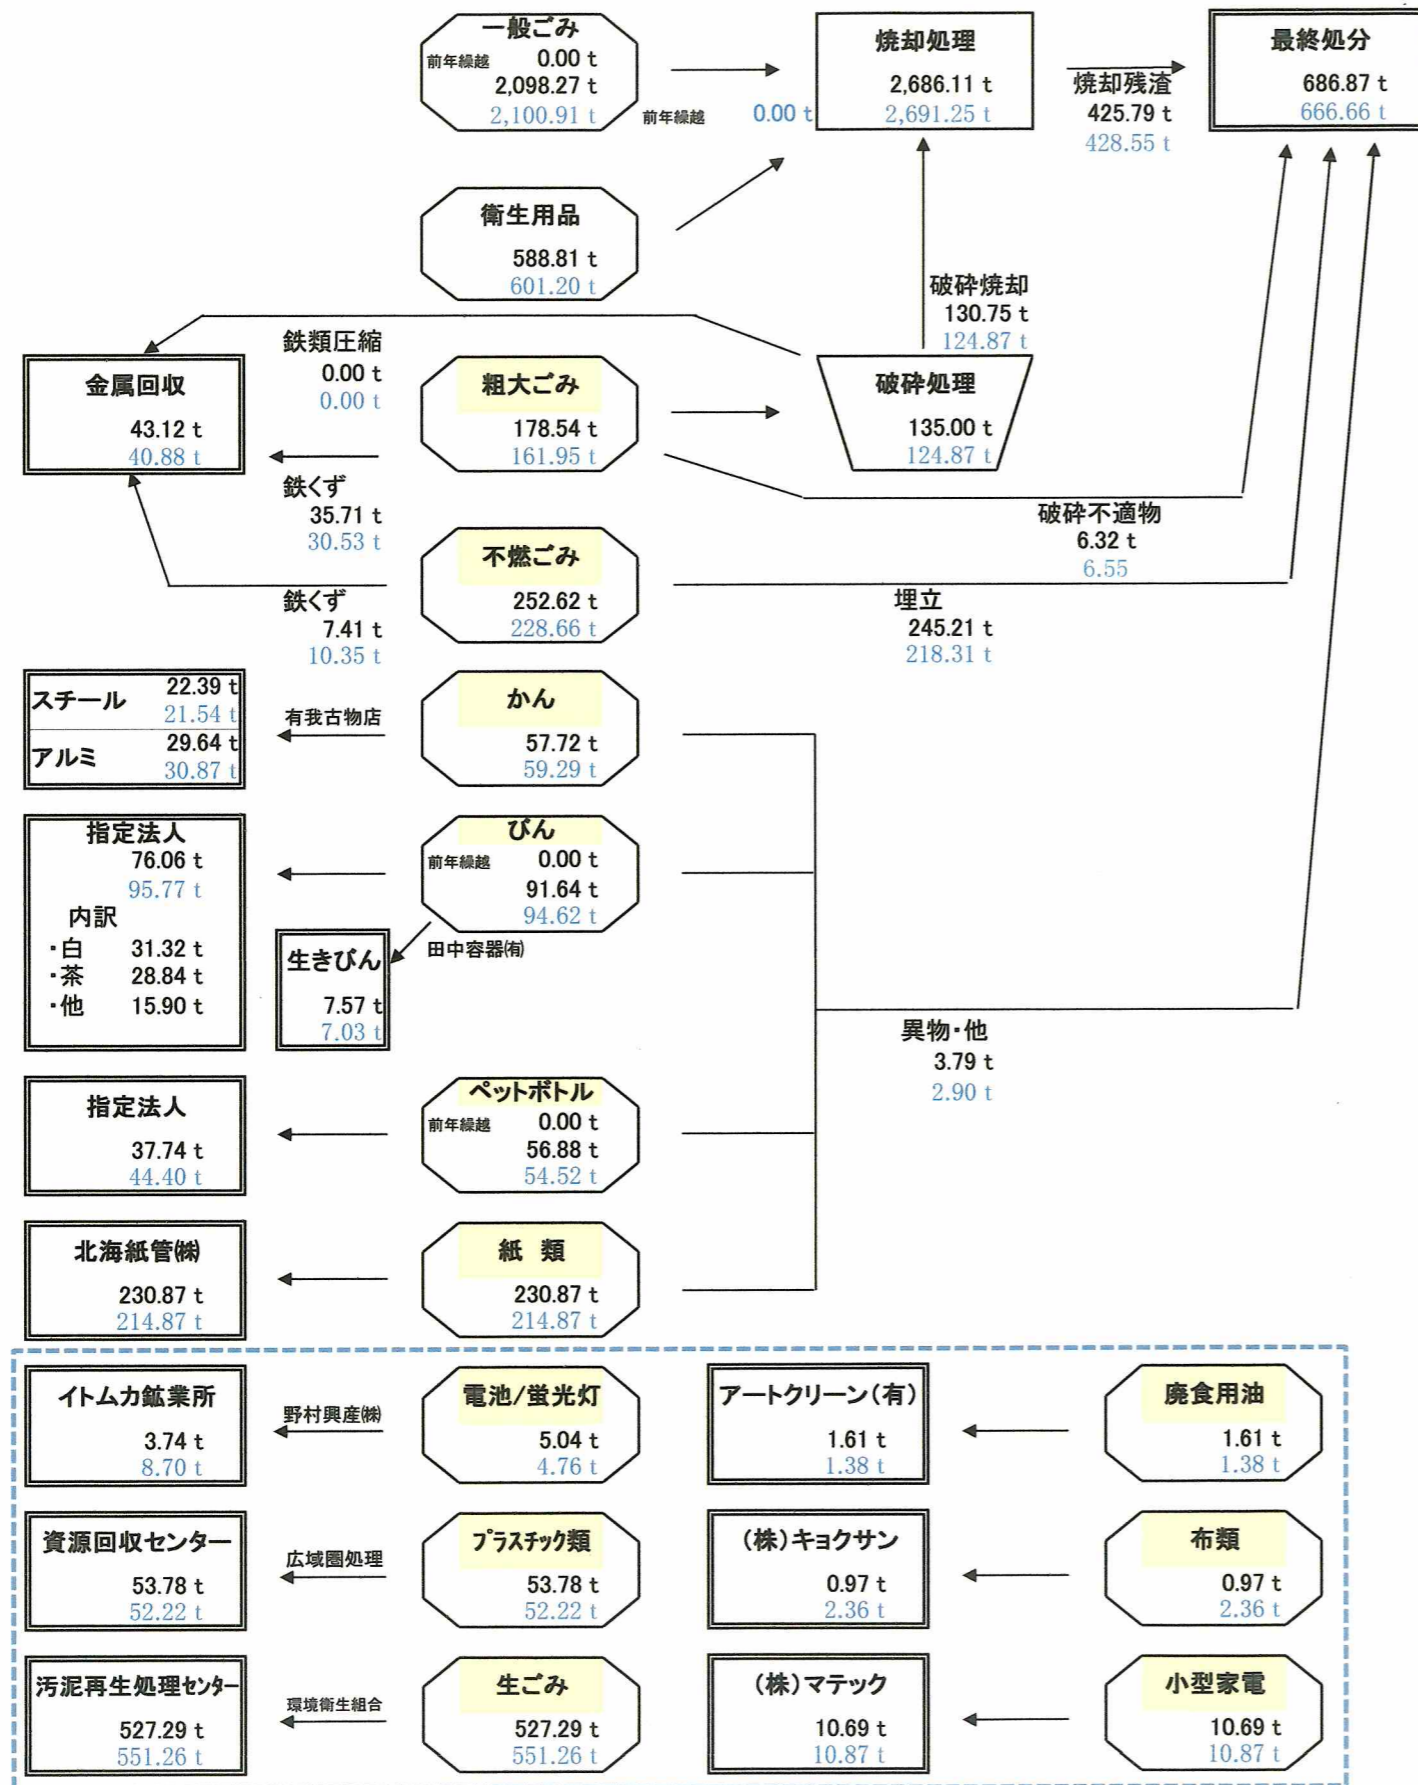 一般ごみ
前年繰越 0.00 t
2,098.27 t
2,100.91 t
前年繰越 0.00 t
焼却処理
2,686.11 t
2,691.25 t
焼却残渣
425.79 t
428.55 t
最終処分
686.87 t
666.66 t
衛生用品
588.81 t
601.20 t
破砕焼却
130.75 t
124.87 t
鉄類圧縮
0.00 t
0.00 t
金属回収
43.12 t
40.88 t
粗大ごみ
178.54 t
161.95 t
破砕処理
135.00 t
124.87 t
鉄くず
35.71 t
30.53 t
破砕不適物
6.32 t
6.55
不燃ごみ
252.62 t
228.66 t
鉄くず
7.41 t
10.35 t
埋立
245.21 t
218.31 t
スチール 22.39 t
21.54 t
アルミ 29.64 t
30.87 t
有我古物店
かん
57.72 t
59.29 t
指定法人
76.06 t
95.77 t
内訳
・白 31.32 t
・茶 28.84 t
・他 15.90 t
びん
前年繰越 0.00 t
91.64 t
94.62 t
田中容器㈲
生きびん
7.57 t
7.03 t
異物・他
3.79 t
2.90 t
指定法人
37.74 t
44.40 t
ペットボトル
前年繰越 0.00 t
56.88 t
54.52 t
北海紙管㈱
230.87 t
214.87 t
紙 類
230.87 t
214.87 t
イトムカ鉱業所
3.74 t
8.70 t
野村興産㈱
電池/蛍光灯
5.04 t
4.76 t
アートクリーン(有)
1.61 t
1.38 t
廃食用油
1.61 t
1.38 t
資源回収センター
53.78 t
52.22 t
広域圏処理
プラスチック類
53.78 t
52.22 t
(株)キョクサン
0.97 t
2.36 t
布類
0.97 t
2.36 t
汚泥再生処理センター
527.29 t
551.26 t
環境衛生組合
生ごみ
527.29 t
551.26 t
(株)マテック
10.69 t
10.87 t
小型家電
10.69 t
10.87 t